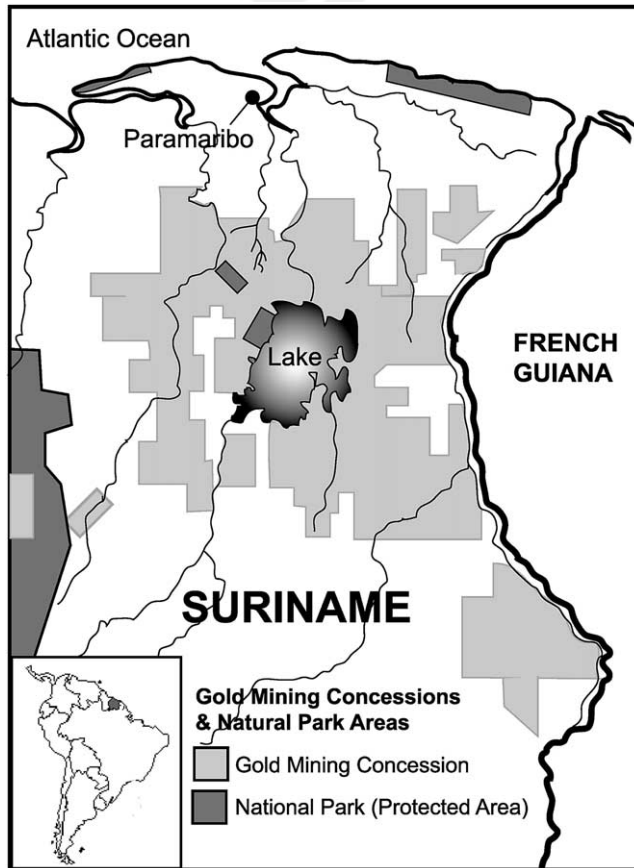 Atlantic Ocean
Paramaribo
Lake
FRENCH
GUIANA
SURINAME
Gold Mining Concessions
& Natural Park Areas
Gold Mining Concession
National Park (Protected Area)